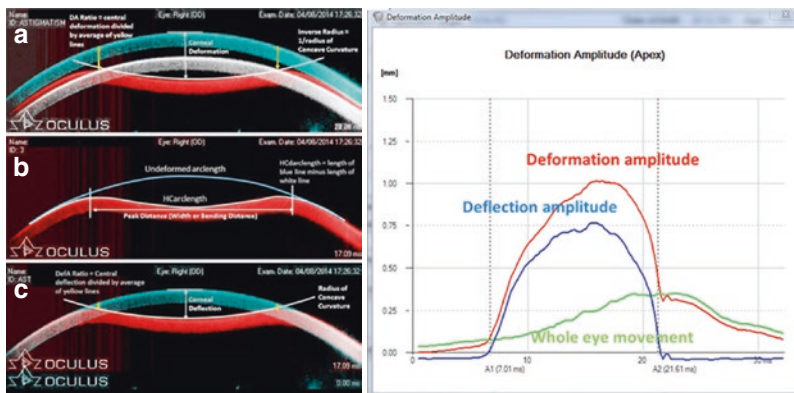 a
Name:
ID: ASTIGMATISM
Eye: Right (OD)
Exam. Date: 04/08/2014 17:26:32
DA Ratio = central
deformation divided
by average of yellow
lines
Corneal
Deformation
Inverse Radius =
1/radius of
Concave Curvature
OCULUS
b
ID: 3
Eye: Right (OD)
Exam. Date: 04/08/2014 17:26:32
Undeformed arclength
HCdarclength = length of
blue line minus length of
white line
HCarclength
Peak Distance (Width or Bending Distance)
17.09 ms
OCULUS
c
ID: AST
Eye: Right (OD)
Exam. Date: 04/08/2014 17:26:32
DefA Ratio = Central
deflection divided by average
of yellow lines
Corneal
Deflection
Radius of
Concave
Curvature
17.09 ms
OCULUS
0.00 ms
OCULUS
Deformation Amplitude
Deformation Amplitude (Apex)
[mm]
1.50
1.25
1.00
0.75
0.50
0.25
0.00
Deformation amplitude
Deflection amplitude
Whole eye movement
0
10
20
30 ms
A1 (7.01 ms)
A2 (21.61 ms)